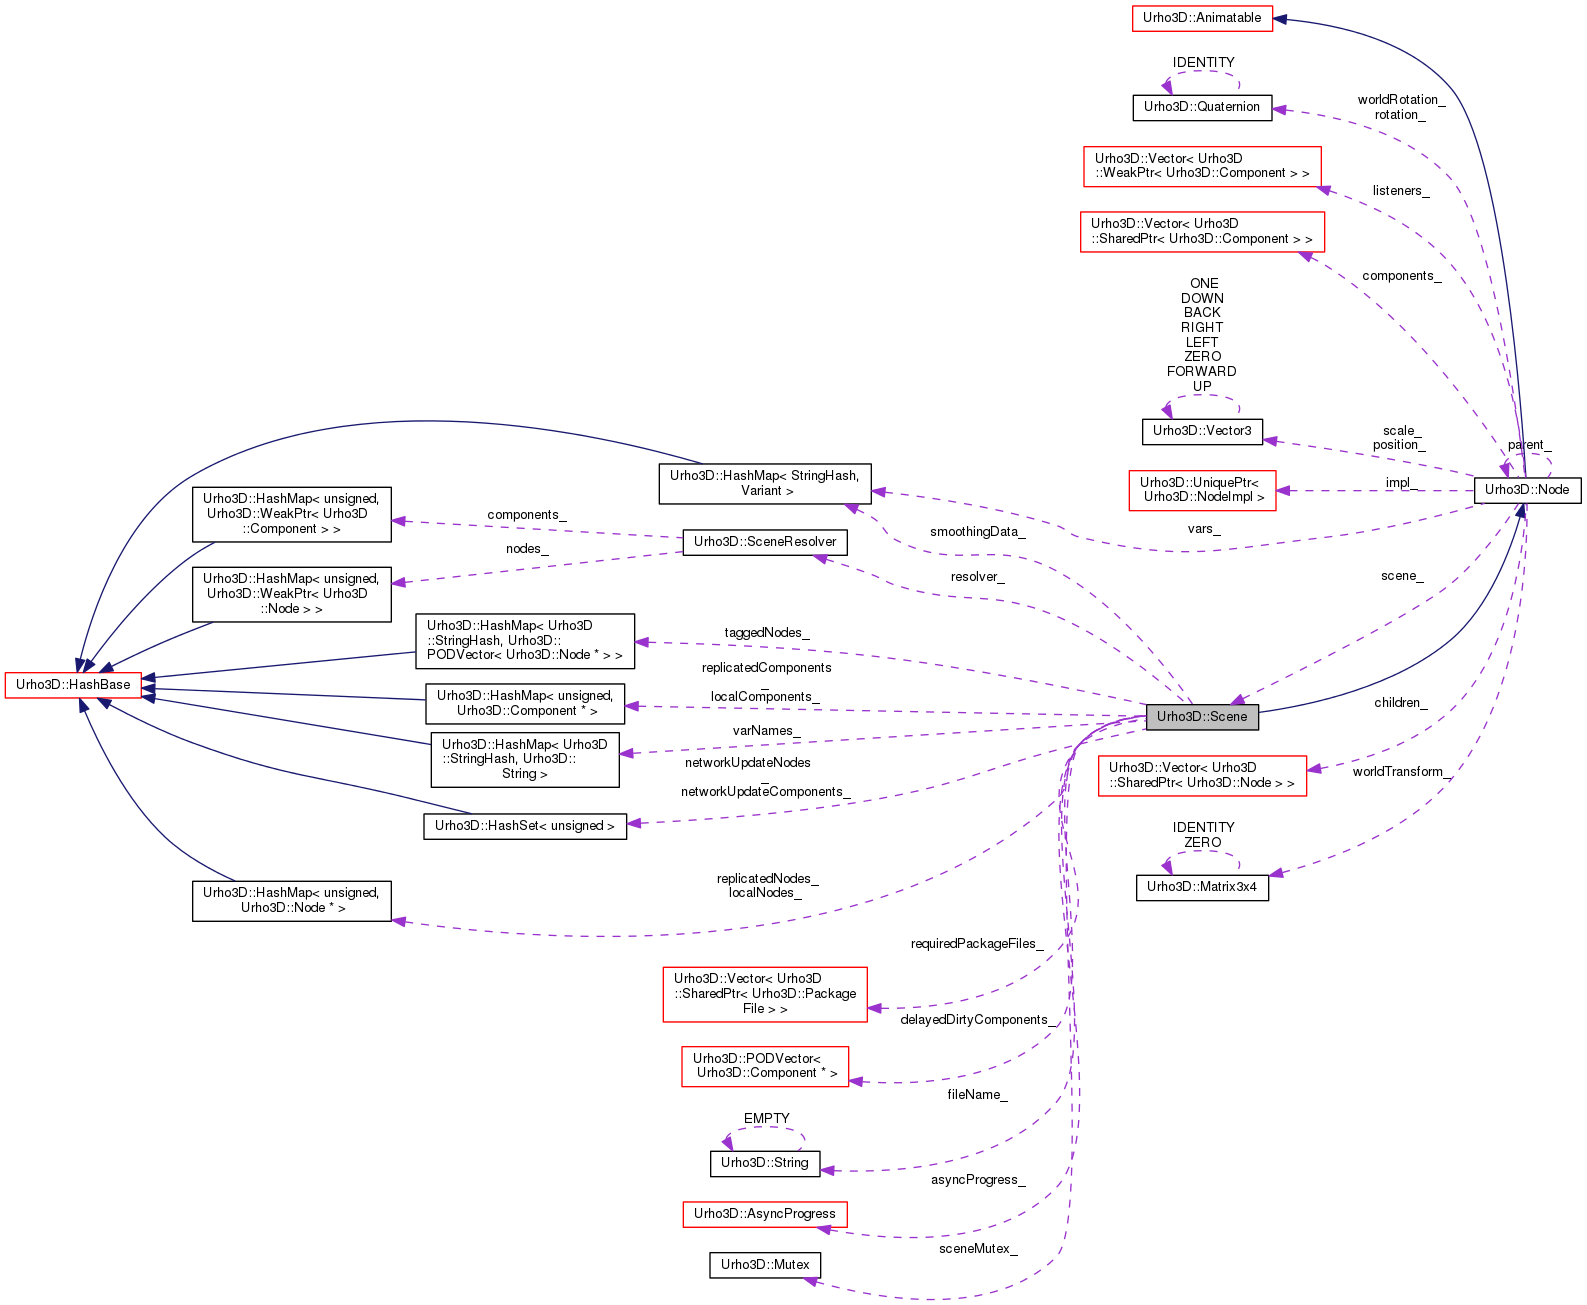 Urho3D::Animatable
IDENTITY
Urho3D::Quaternion
worldRotation_
rotation_
Urho3D::Vector< Urho3D
::WeakPtr< Urho3D::Component > >
listeners_
Urho3D::Vector< Urho3D
::SharedPtr< Urho3D::Component > >
components_
ONE
DOWN
BACK
RIGHT
LEFT
ZERO
FORWARD
UP
Urho3D::Vector3
scale_
position_
parent_
Urho3D::UniquePtr<
Urho3D::NodeImpl >
impl_
Urho3D::Node
Urho3D::HashMap< StringHash,
Variant >
vars_
smoothingData_
Urho3D::HashMap< unsigned,
Urho3D::WeakPtr< Urho3D
::Component > >
components_
Urho3D::SceneResolver
nodes_
resolver_
scene_
Urho3D::HashMap< unsigned,
Urho3D::WeakPtr< Urho3D
::Node > >
Urho3D::HashMap< Urho3D
::StringHash, Urho3D::
PODVector< Urho3D::Node * > >
taggedNodes_
Urho3D::HashBase
Urho3D::HashMap< unsigned,
Urho3D::Component * >
replicatedComponents
_
localComponents_
Urho3D::Scene
children_
Urho3D::HashMap< Urho3D
::StringHash, Urho3D::
String >
varNames_
Urho3D::Vector< Urho3D
::SharedPtr< Urho3D::Node > >
worldTransform_
networkUpdateNodes
_
networkUpdateComponents_
Urho3D::HashSet< unsigned >
IDENTITY
ZERO
Urho3D::Matrix3x4
Urho3D::HashMap< unsigned,
Urho3D::Node * >
replicatedNodes_
localNodes_
requiredPackageFiles_
Urho3D::Vector< Urho3D
::SharedPtr< Urho3D::Package
File > >
delayedDirtyComponents_
Urho3D::PODVector<
Urho3D::Component * >
fileName_
EMPTY
Urho3D::String
asyncProgress_
Urho3D::AsyncProgress
sceneMutex_
Urho3D::Mutex